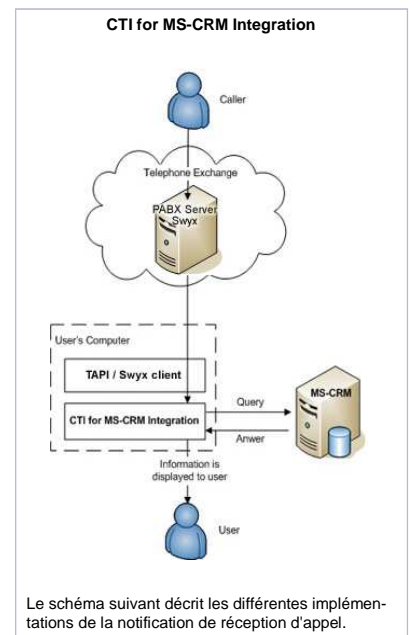 CTI for MS-CRM Integration
Caller
Telephone Exchange
PABX Server
Swyx
User's Computer
TAPI / Swyx client
MS-CRM
CTI for MS-CRM Integration
Query
Anwer
Information is
displayed to user
User
Le schéma suivant décrit les différentes implémen-
tations de la notification de réception d'appel.